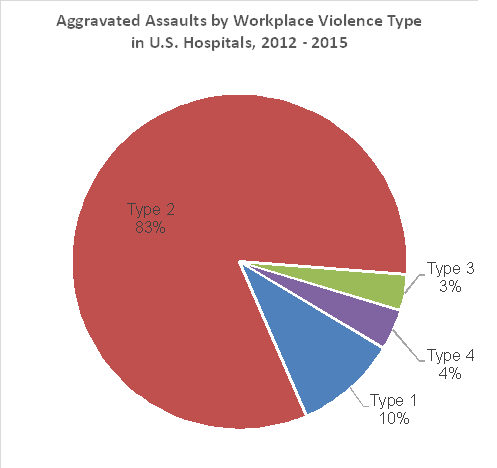 Aggravated Assaults by Workplace Violence Type
in U.S. Hospitals, 2012 - 2015
Type 2
83%
Type 3
3%
Type 4
4%
Type 1
10%